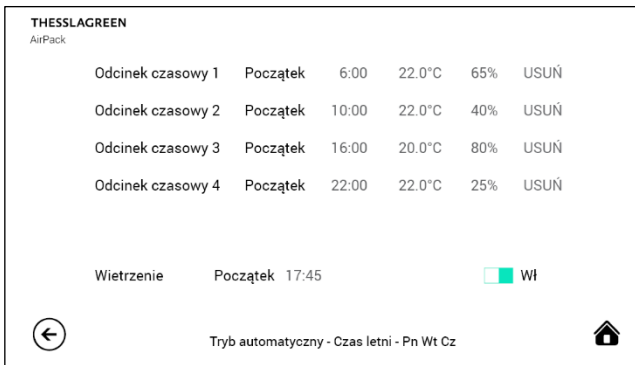 THESSLAGREEN
AirPack
Odcinek czasowy 1 Początek 6:00 22.0°C 65% USUŃ
Odcinek czasowy 2 Początek 10:00 22.0°C 40% USUŃ
Odcinek czasowy 3 Początek 16:00 20.0°C 80% USUŃ
Odcinek czasowy 4 Początek 22:00 22.0°C 25% USUŃ
Wietrzenie Początek 17:45 Wł
Tryb automatyczny - Czas letni - Pn Wt Cz